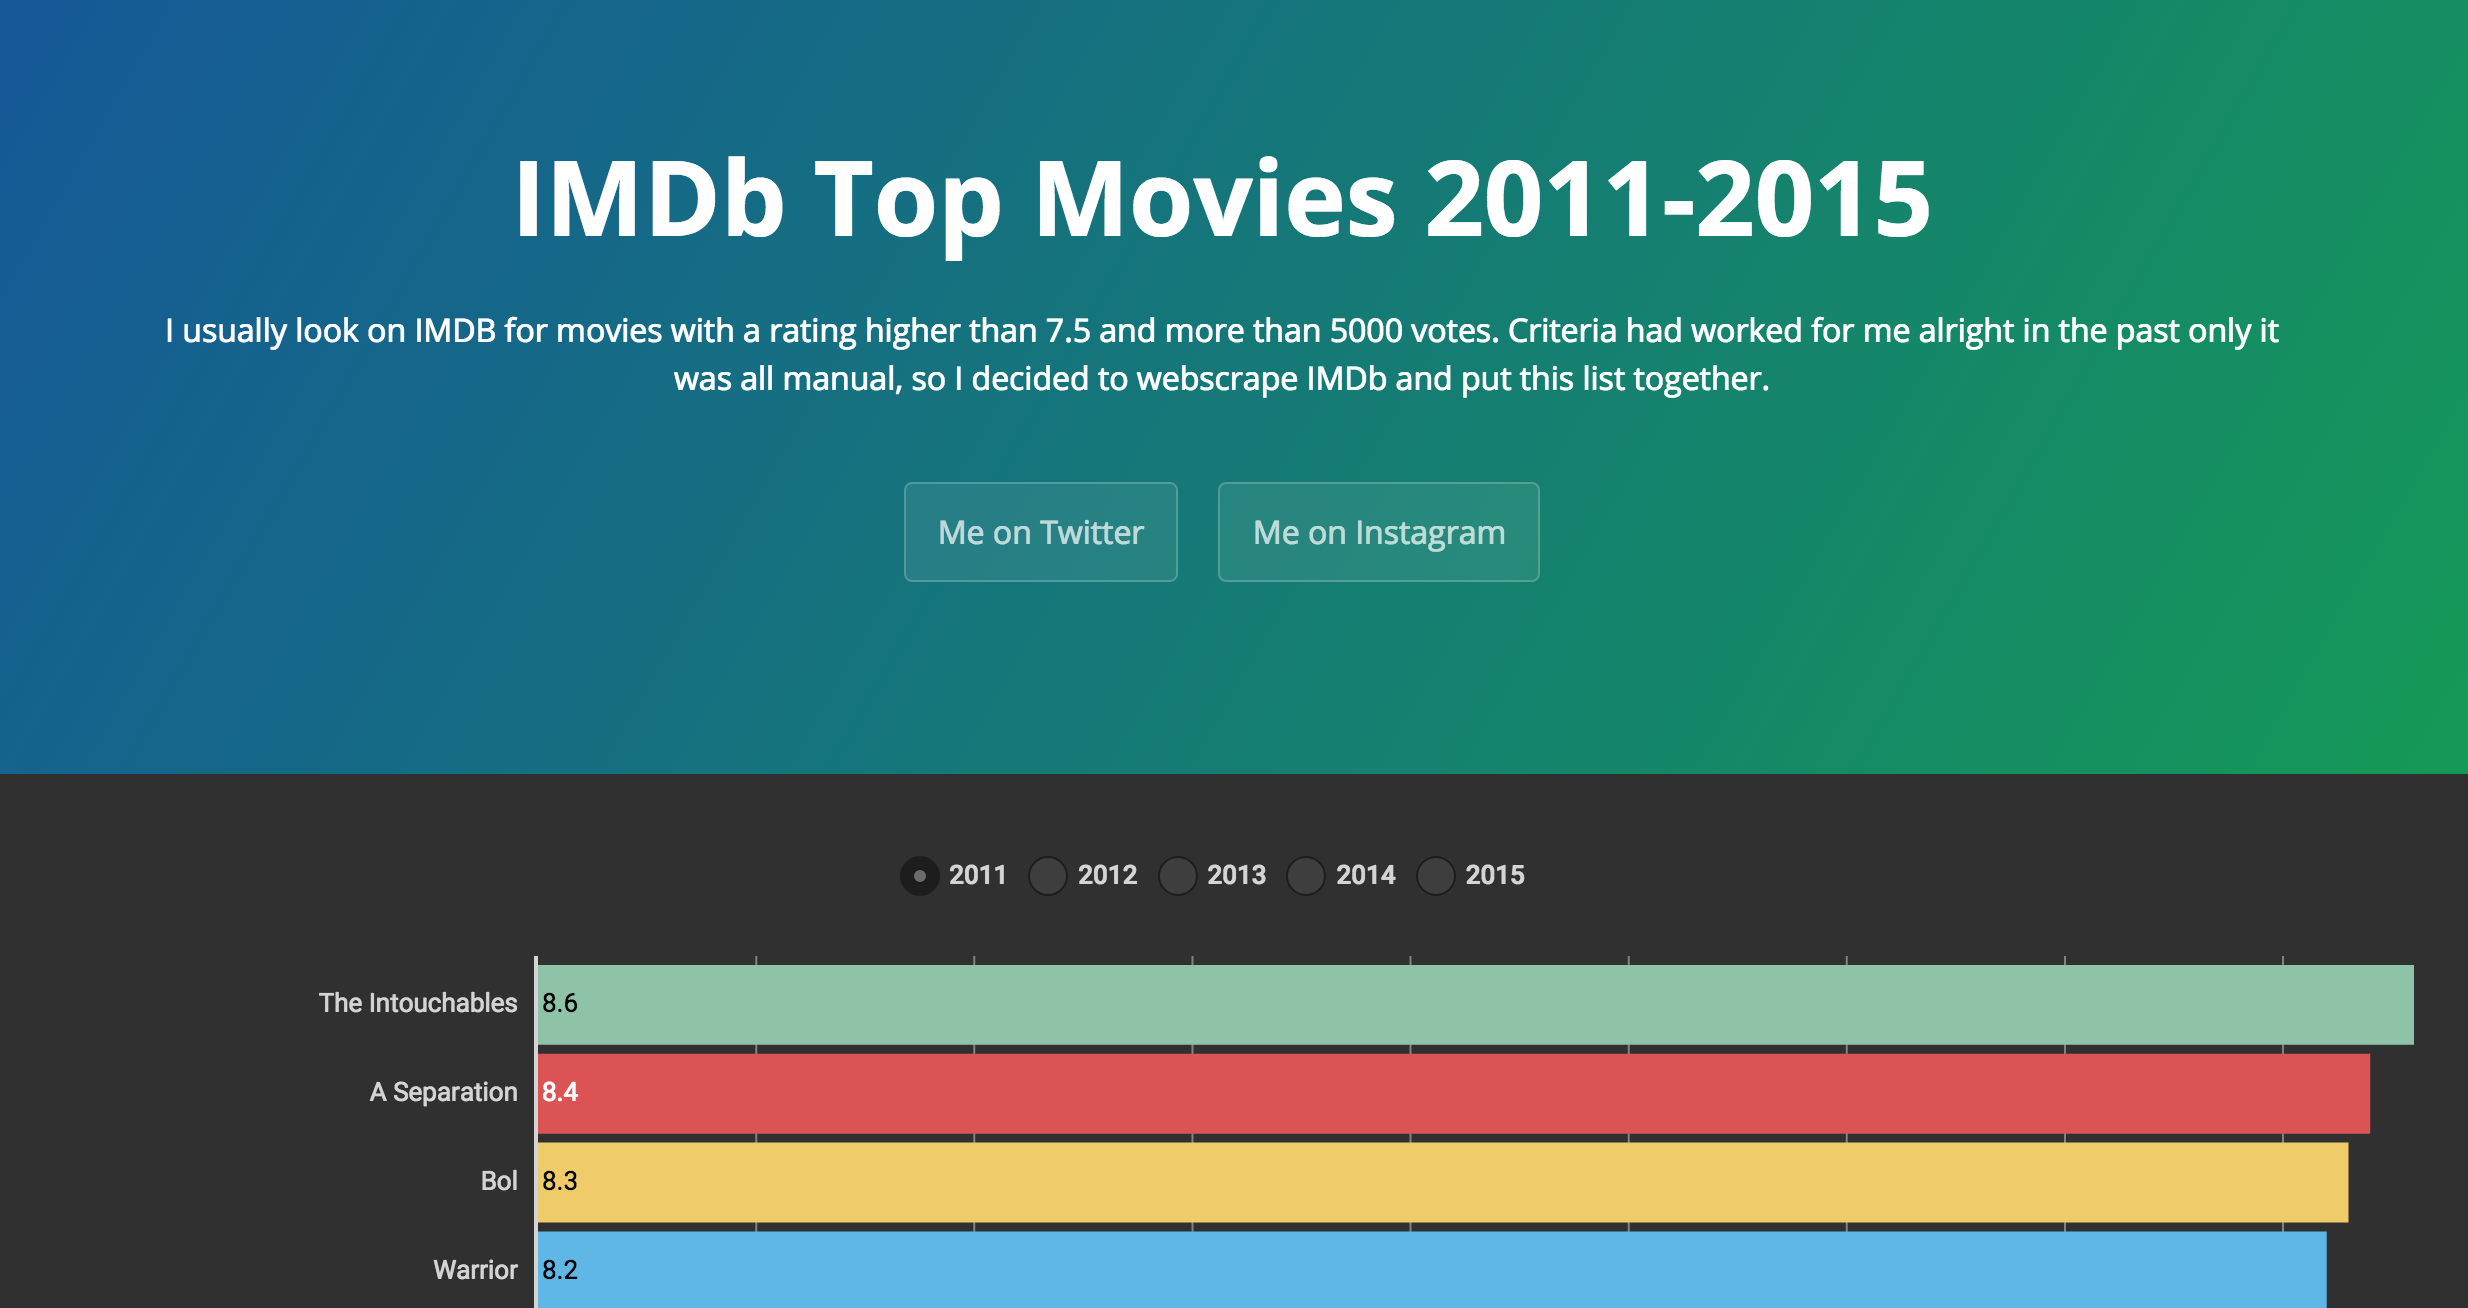 IMDb Top Movies 2011-2015
I usually look on IMDB for movies with a rating higher than 7.5 and more than 5000 votes. Criteria had worked for me alright in the past only it
was all manual, so I decided to webscrape IMDb and put this list together.
Me on Twitter Me on Instagram
2011 2012 2013 2014 2015
The Intouchables 8.6
A Separation 8.4
Bol 8.3
Warrior 8.2